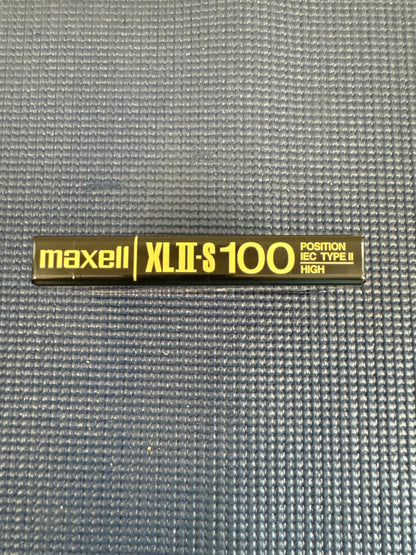 maxell XLII-S 100 POSITION
IEC TYPE II
HIGH